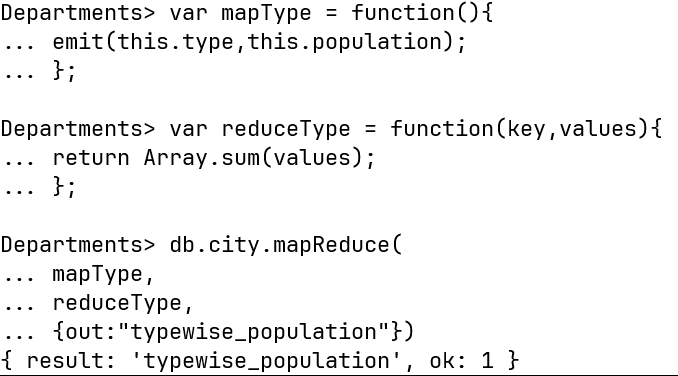 Departments> var mapType = function(){
... emit(this.type,this.population);
... };
Departments> var reduceType = function(key,values){
... return Array.sum(values);
... };
Departments> db.city.mapReduce(
... mapType,
... reduceType,
... {out:"typewise_population"})
{ result: 'typewise_population', ok: 1 }